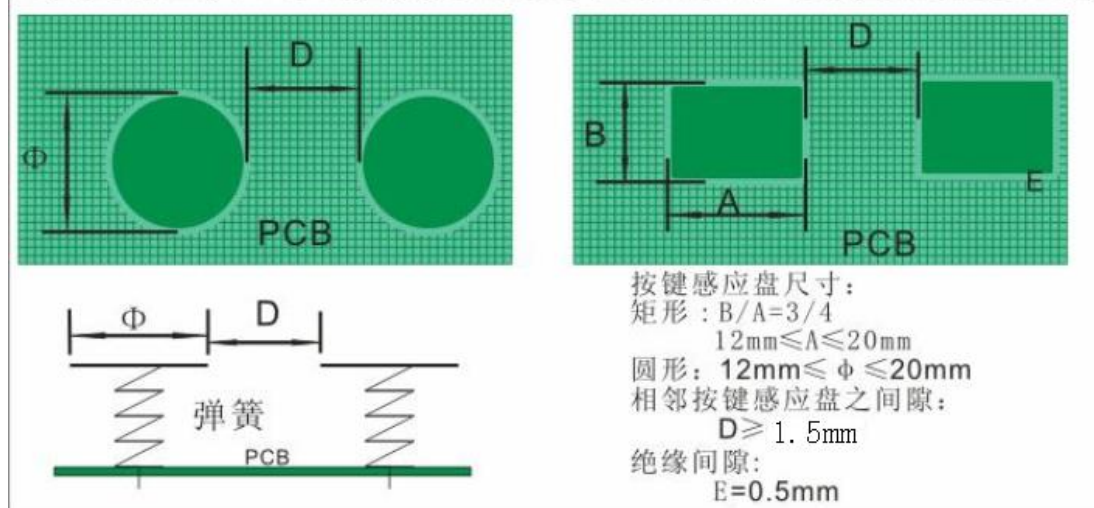 D
Φ
PCB
D
B
A
E
PCB
Φ
D
弹簧
PCB
按键感应盘尺寸：
矩形：B/A=3/4
12mm≤A≤20mm
圆形：12mm≤ϕ≤20mm
相邻按键感应盘之间隙：
D≥1.5mm
绝缘间隙:
E=0.5mm